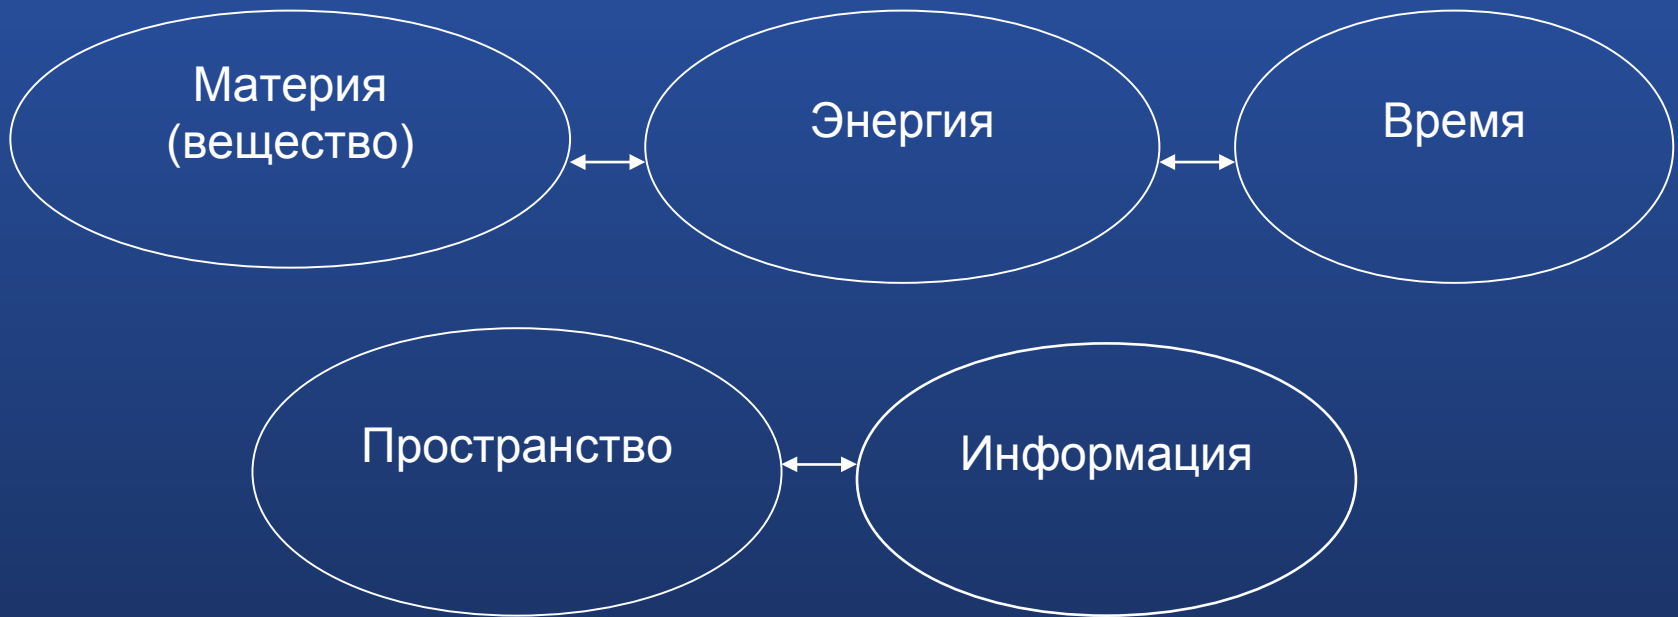 Материя
(вещество)
Энергия
Время
Пространство
Информация